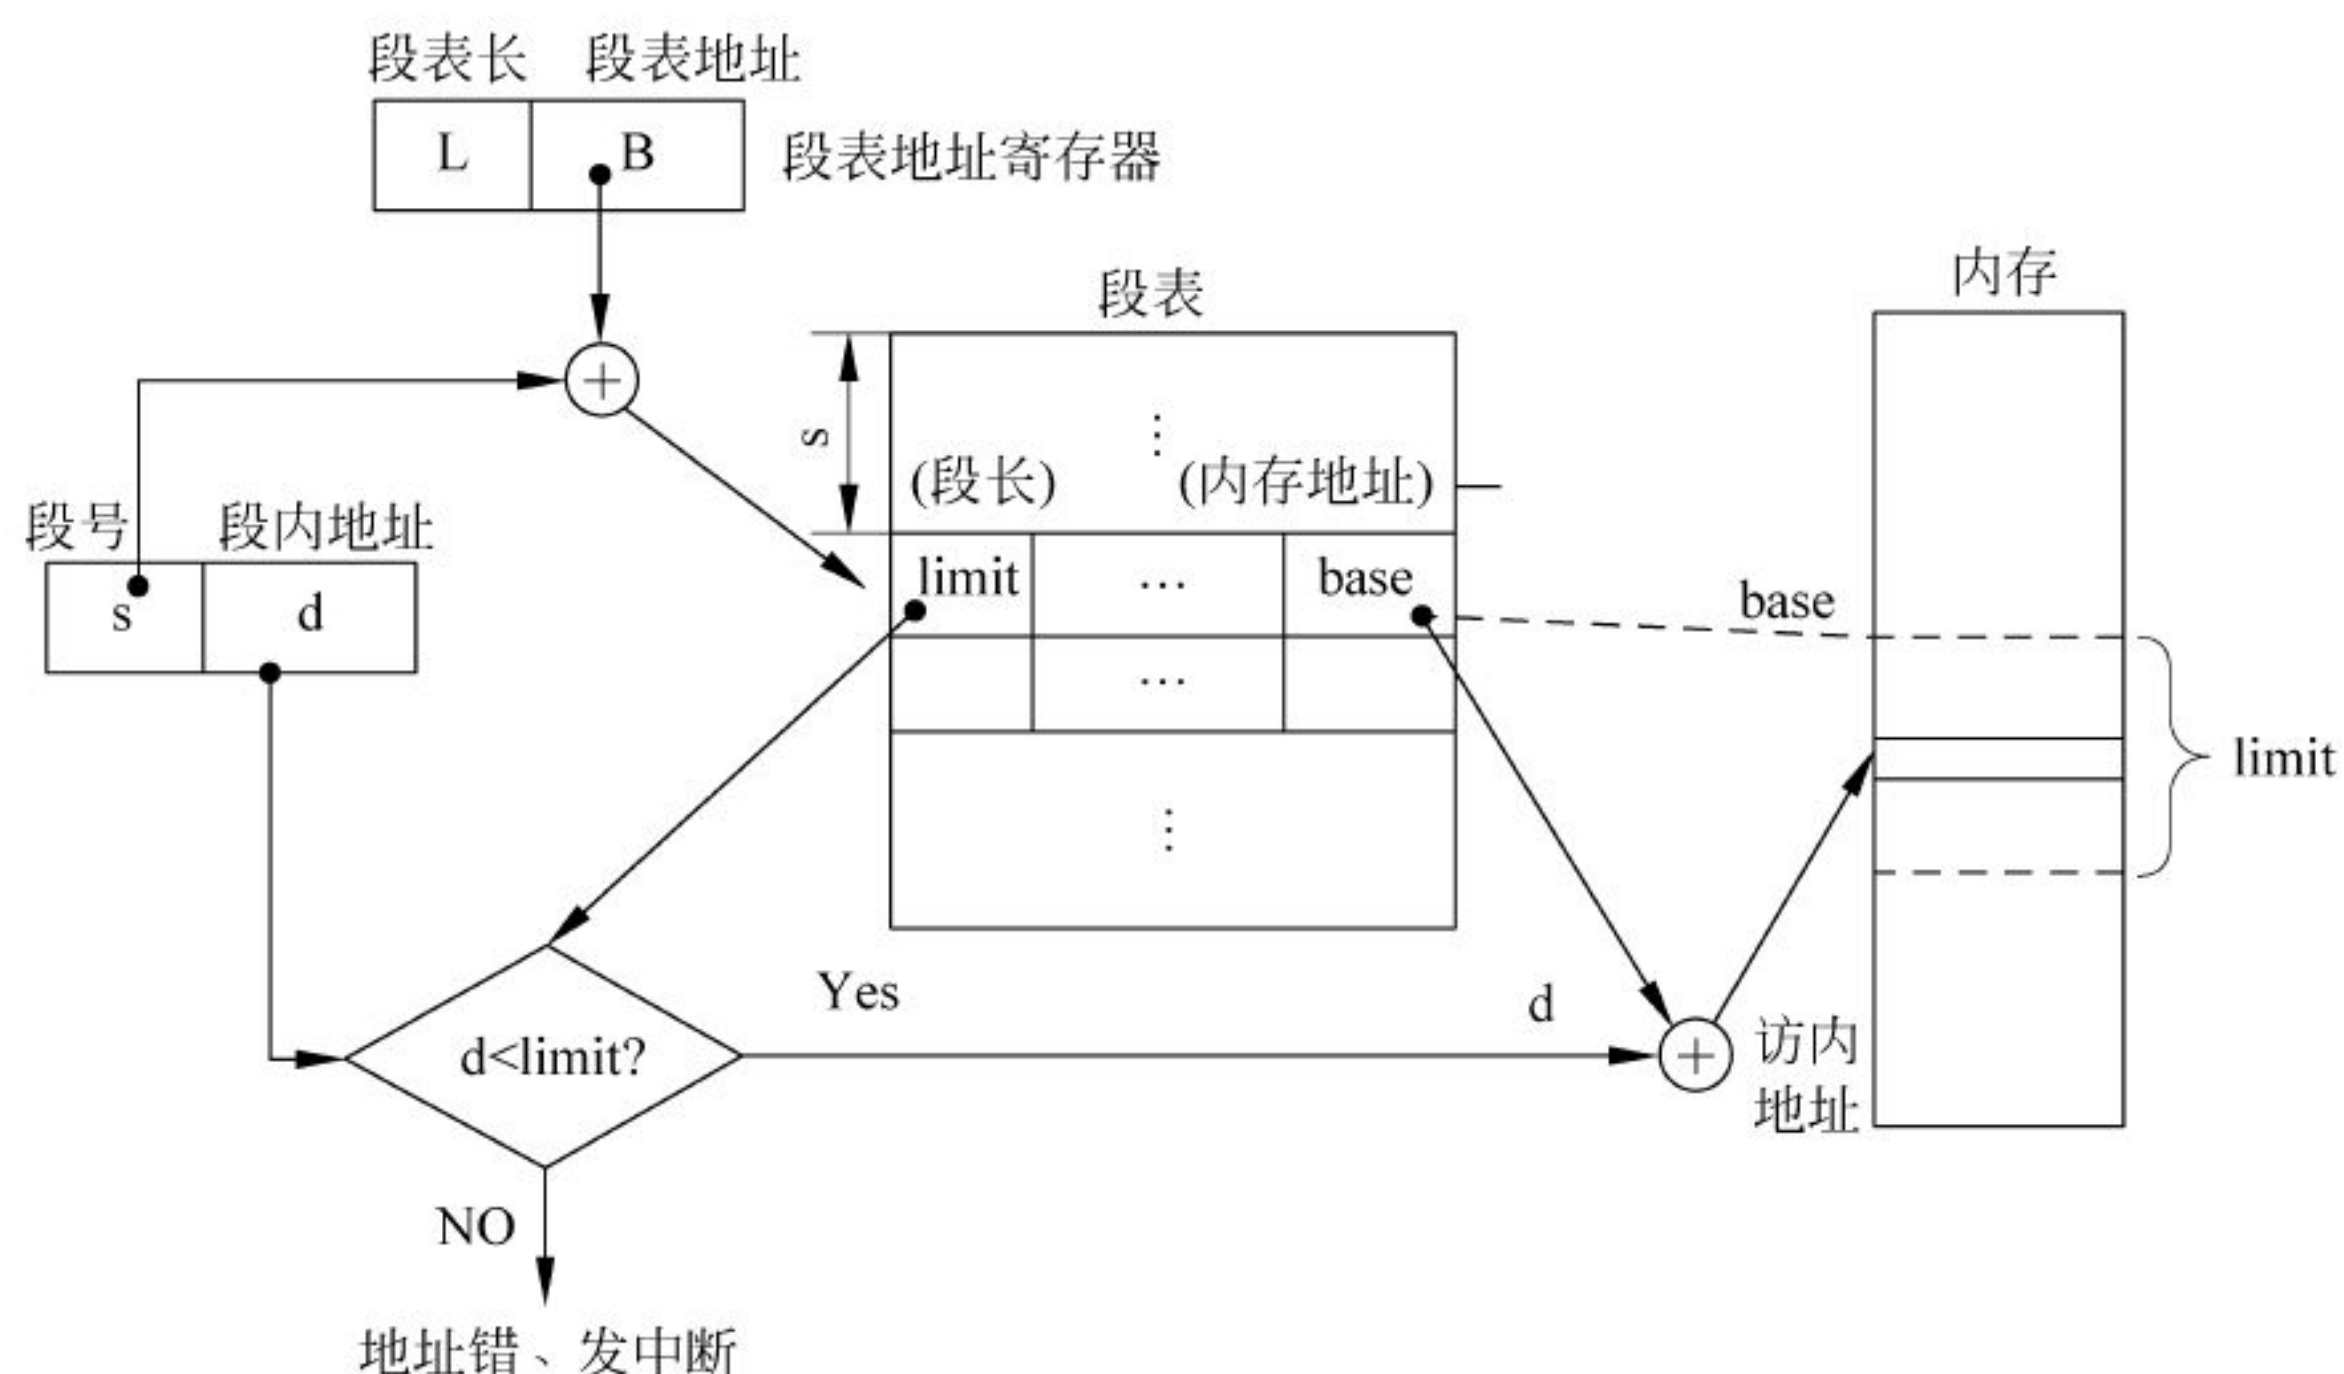 段表长 段表地址
L B 段表地址寄存器
段表
内存
s
⋮
(段长) (内存地址)
段号 段内地址
s d
limit … base
base
…
limit
⋮
Yes d
d<limit? + 访内
地址
NO
地址错、发中断